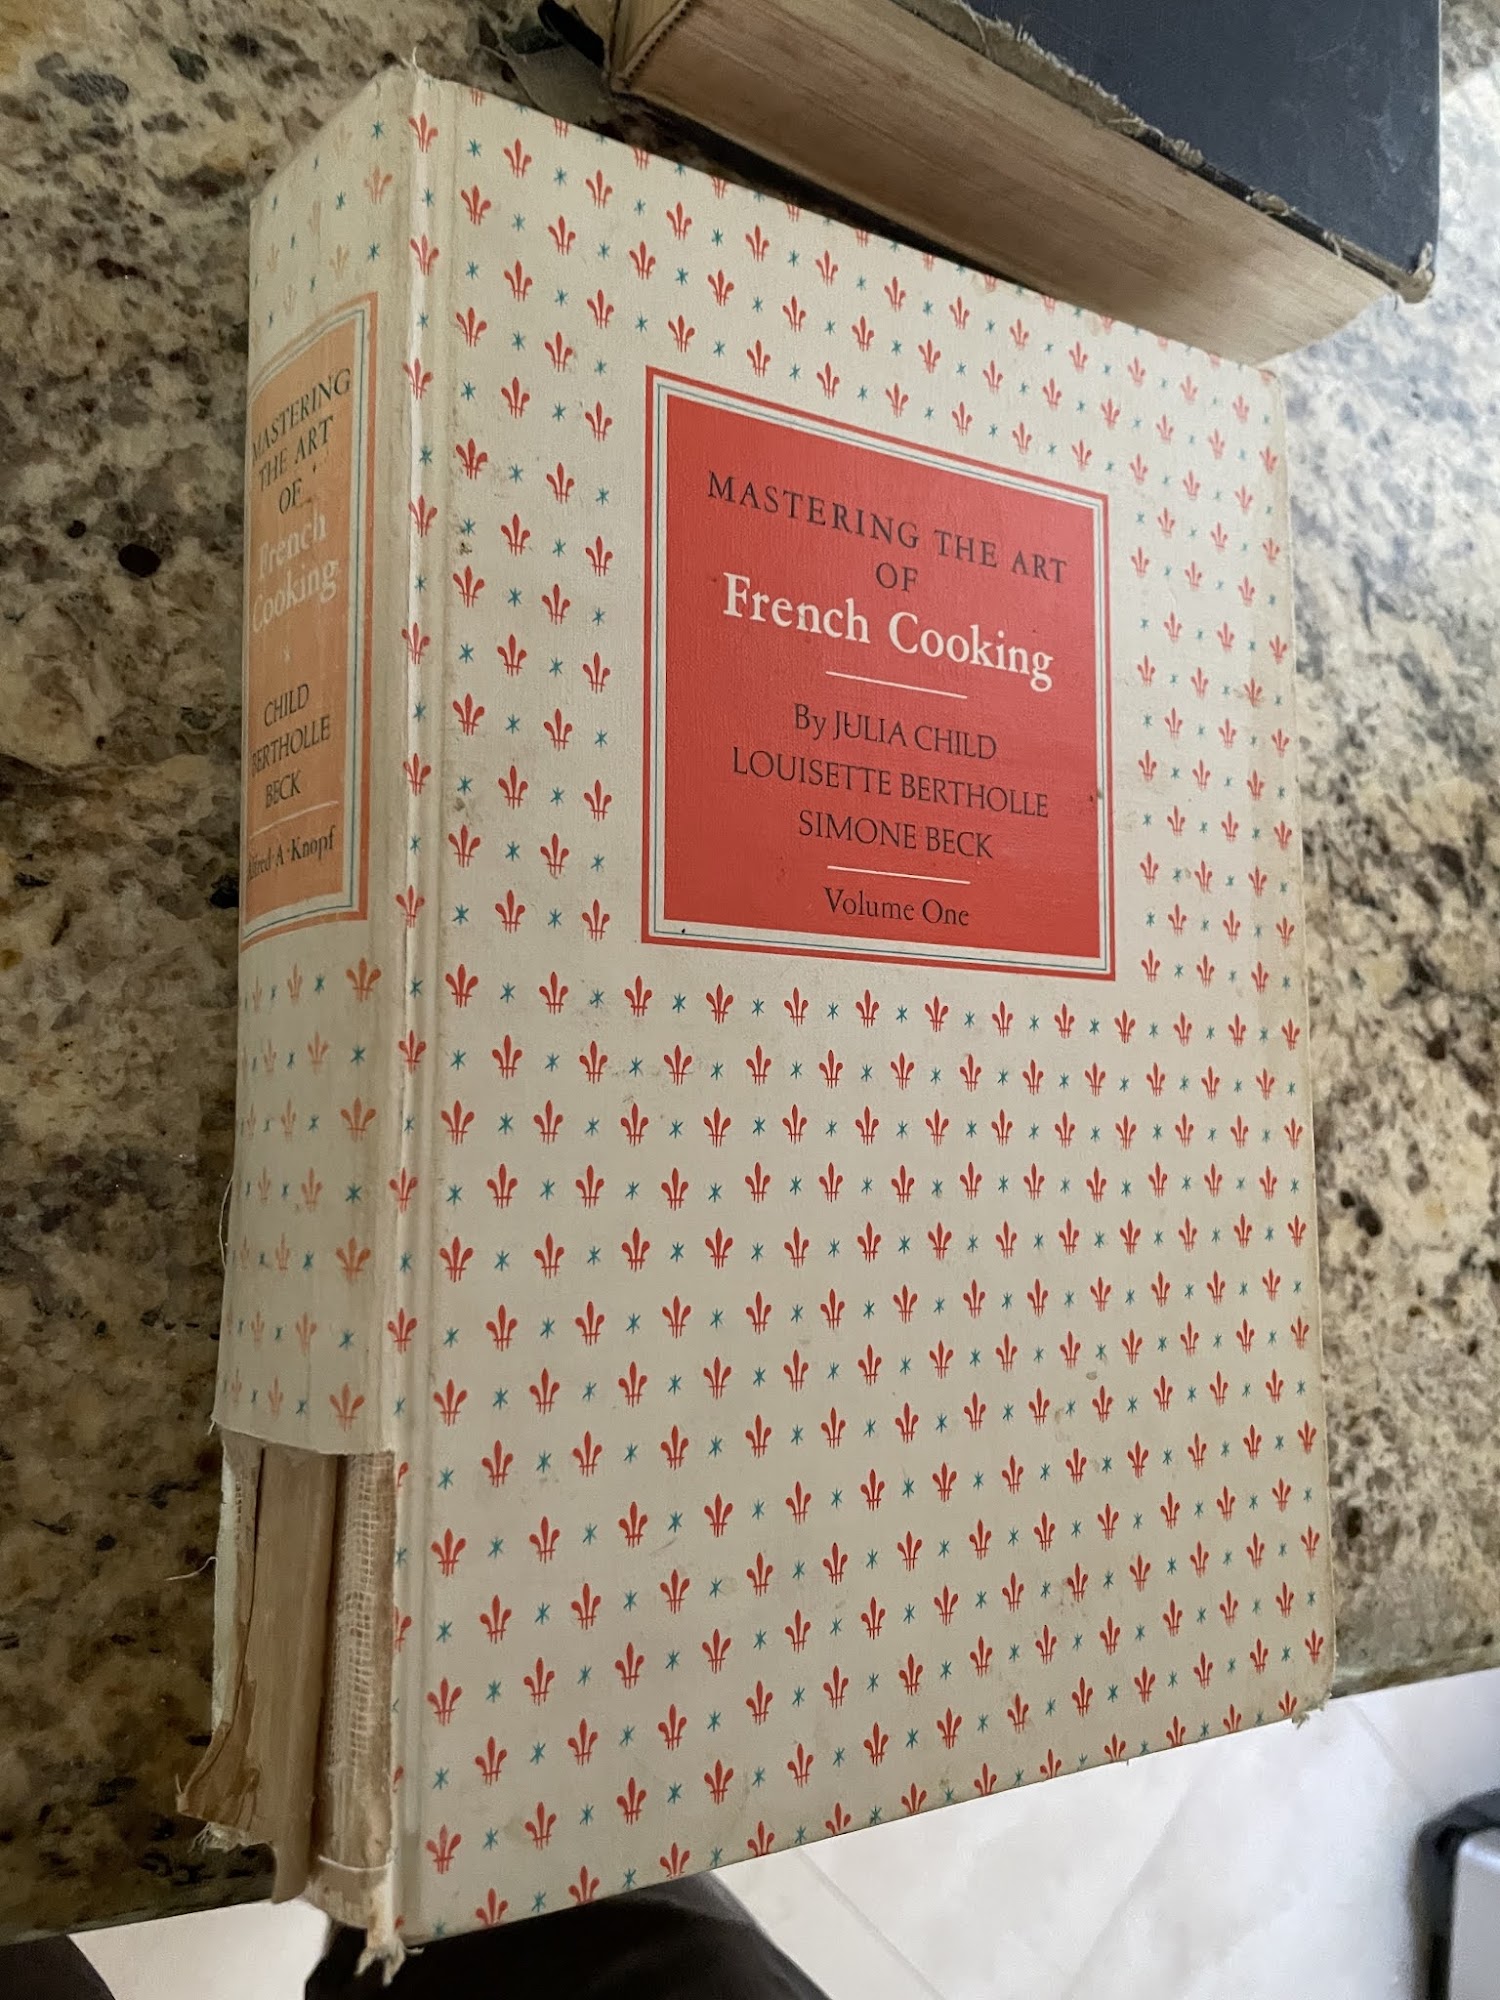 MASTERING
THE ART
OF
French
Cooking
CHILD
BERTHOLLE
BECK
Alfred·A·Knopf
MASTERING THE ART
OF
French Cooking
By JULIA CHILD
LOUISETTE BERTHOLLE
SIMONE BECK
Volume One